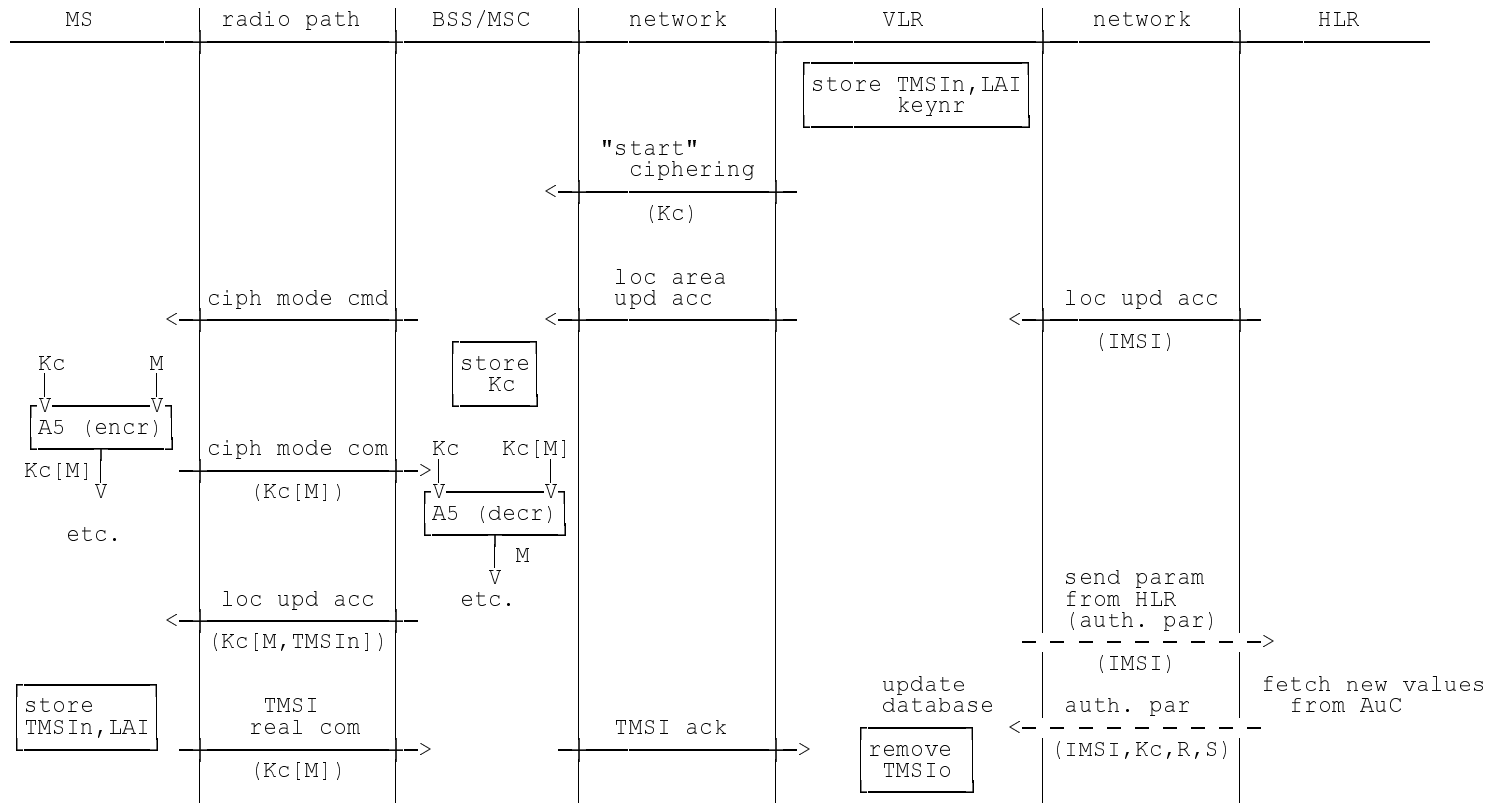 MS radio path BSS/MSC network VLR network HLR
store TMSIn,LAI
keynr
"start"
ciphering
(Kc)
loc area
ciph mode cmd upd acc loc upd acc
(IMSI)
Kc M store
Kc
A5 (encr)
ciph mode com Kc Kc[M]
Kc[M]
V (Kc[M]) V V
A5 (decr)
etc.
M
V
send param
loc upd acc etc. from HLR
(auth. par)
(Kc[M,TMSIn])
(IMSI)
update fetch new values
store TMSI database auth. par from AuC
TMSIn,LAI real com TMSI ack
remove (IMSI,Kc,R,S)
(Kc[M]) TMSIo